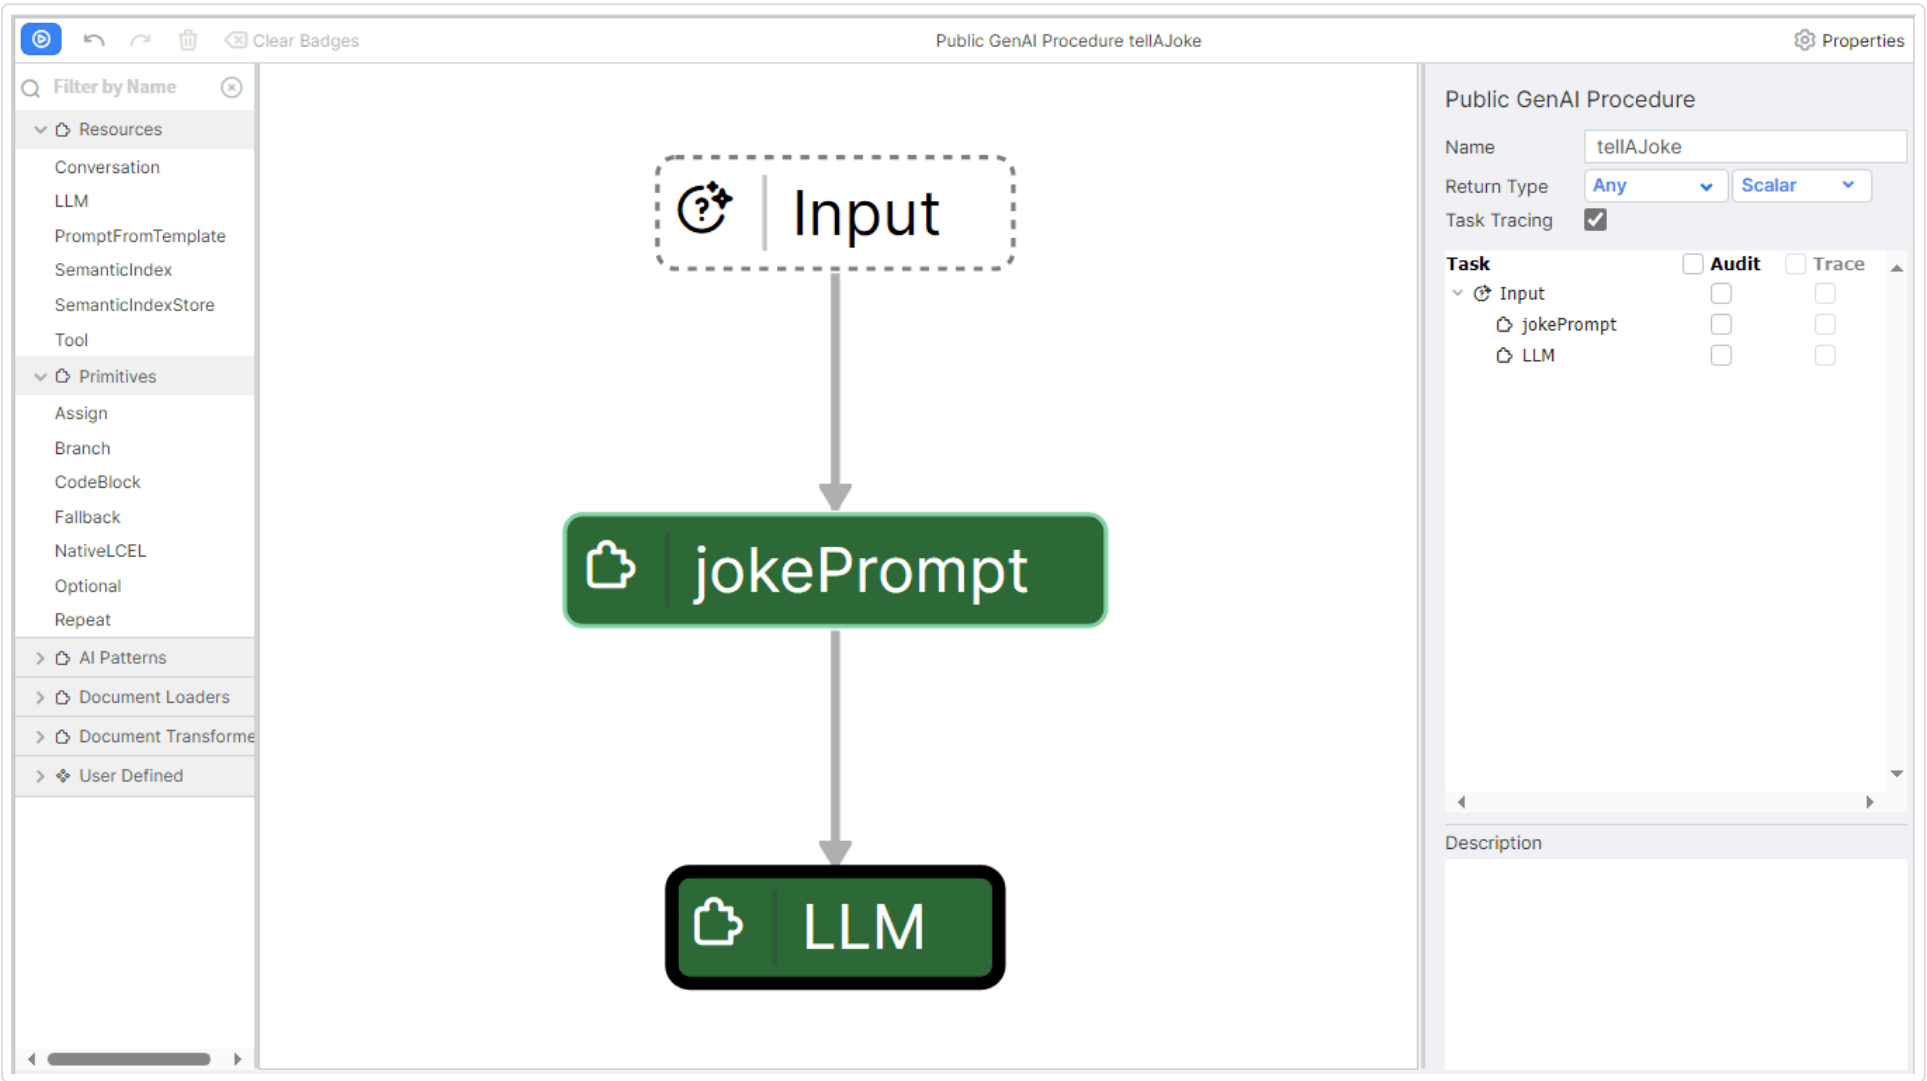 Clear Badges
Public GenAI Procedure tellAJoke
Properties
Filter by Name
Resources
Conversation
LLM
PromptFromTemplate
SemanticIndex
SemanticIndexStore
Tool
Primitives
Assign
Branch
CodeBlock
Fallback
NativeLCEL
Optional
Repeat
AI Patterns
Document Loaders
Document Transforme
User Defined
Input
jokePrompt
LLM
Public GenAI Procedure
Name tellAJoke
Return Type Any Scalar
Task Tracing
Task Audit Trace
Input
jokePrompt
LLM
Description